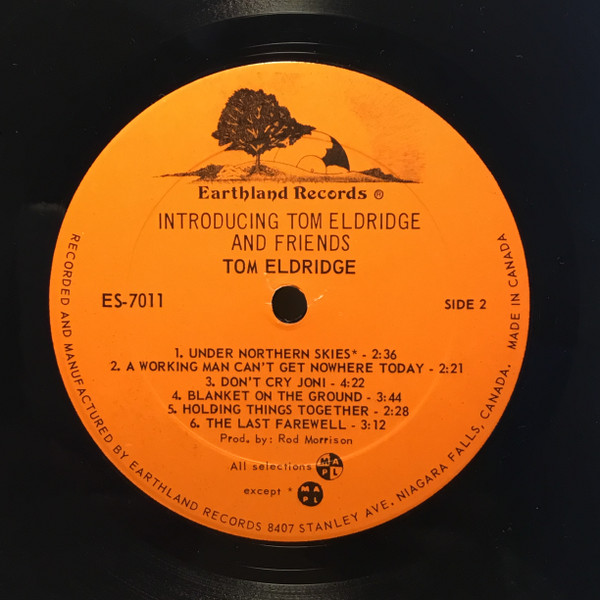 Earthland Records ®
INTRODUCING TOM ELDRIDGE
AND FRIENDS
TOM ELDRIDGE
ES-7011
SIDE 2
1. UNDER NORTHERN SKIES* - 2:36
2. A WORKING MAN CAN'T GET NOWHERE TODAY - 2:21
3. DON'T CRY JONI - 4:22
4. BLANKET ON THE GROUND - 3:44
5. HOLDING THINGS TOGETHER - 2:28
6. THE LAST FAREWELL - 3:12
Prod. by: Rod Morrison
All selections MAPL
except * MAPL
RECORDED AND MANUFACTURED BY EARTHLAND RECORDS 8407 STANLEY AVE, NIAGARA FALLS, CANADA. MADE IN CANADA